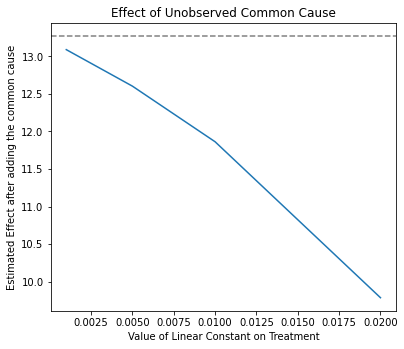 Effect of Unobserved Common Cause
Estimated Effect after adding the common cause
13.0
12.5
12.0
11.5
11.0
10.5
10.0
0.0025 0.0050 0.0075 0.0100 0.0125 0.0150 0.0175 0.0200
Value of Linear Constant on Treatment